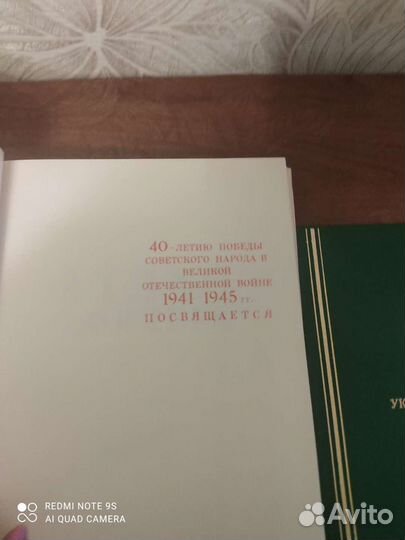 40-ЛЕТИЮ ПОБЕДЫ
СОВЕТСКОГО НАРОДА В
ВЕЛИКОЙ
ОТЕЧЕСТВЕННОЙ ВОЙНЕ
1941 1945 гг.
ПОСВЯЩАЕТСЯ
УК
REDMI NOTE 9S
AI QUAD CAMERA
Avito